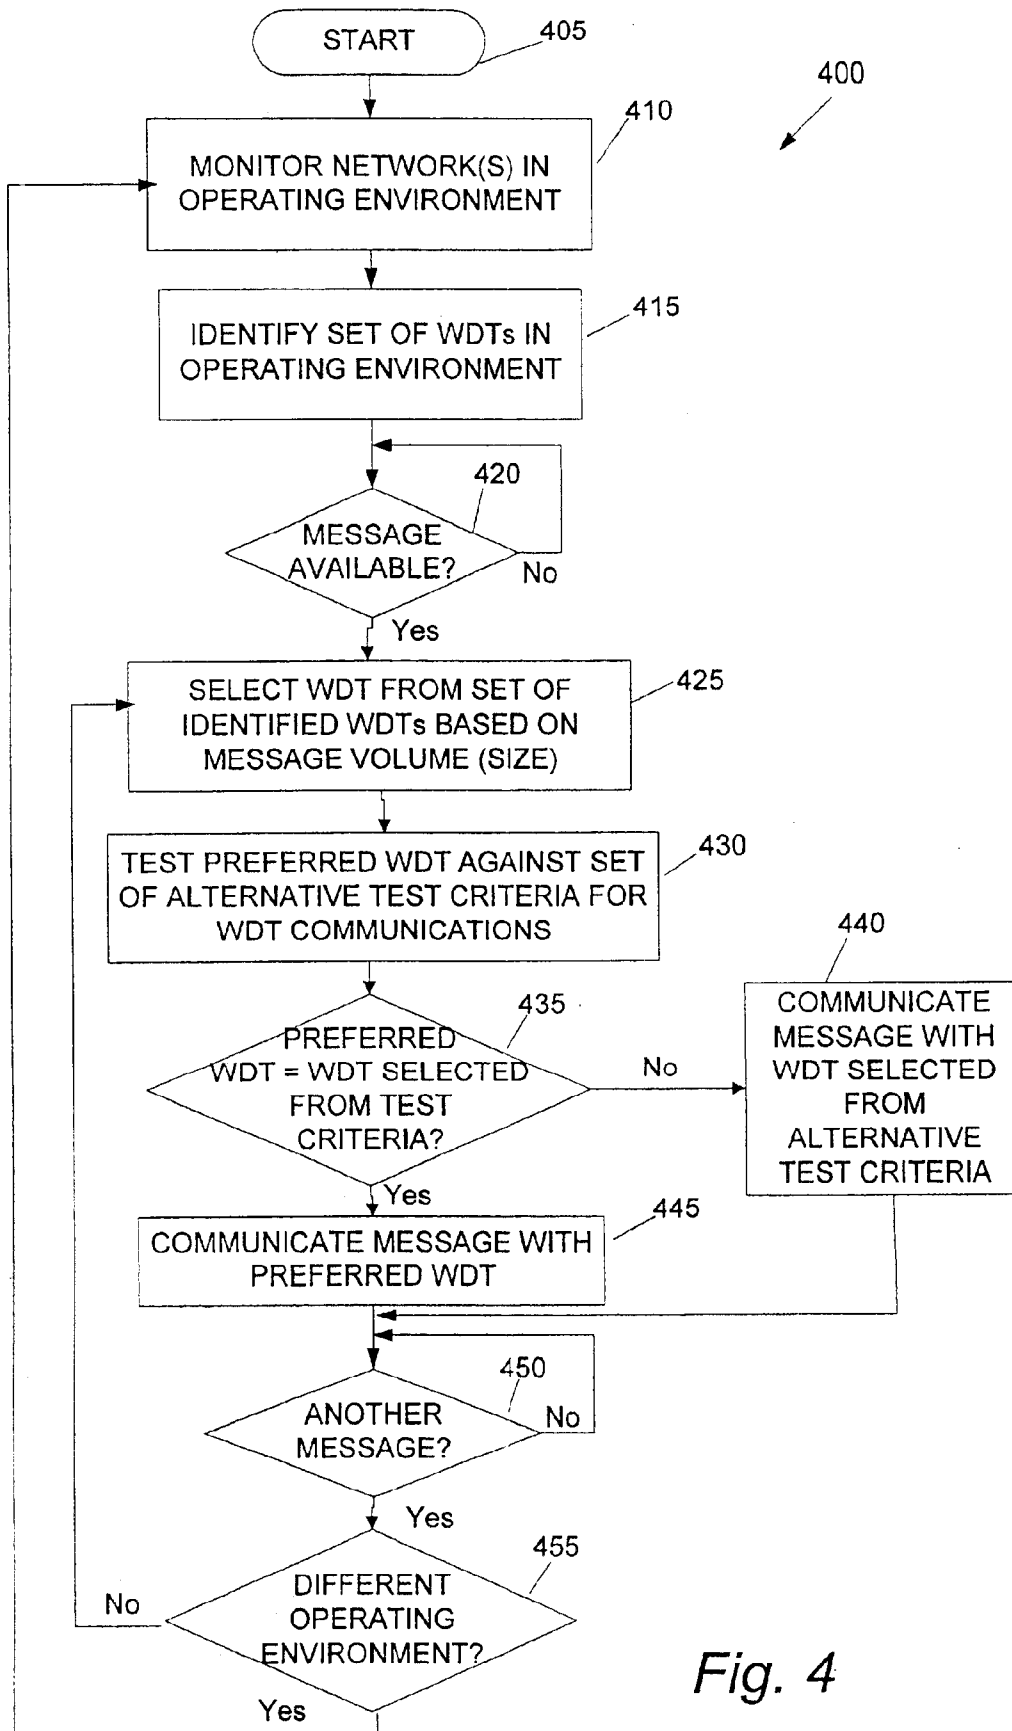 START
405
400
410
MONITOR NETWORK(S) IN
OPERATING ENVIRONMENT
415
IDENTIFY SET OF WDTs IN
OPERATING ENVIRONMENT
420
MESSAGE
AVAILABLE?
No
Yes
425
SELECT WDT FROM SET OF
IDENTIFIED WDTs BASED ON
MESSAGE VOLUME (SIZE)
430
TEST PREFERRED WDT AGAINST SET
OF ALTERNATIVE TEST CRITERIA FOR
WDT COMMUNICATIONS
435
PREFERRED
WDT = WDT SELECTED
FROM TEST
CRITERIA?
No
440
COMMUNICATE
MESSAGE WITH
WDT SELECTED
FROM
ALTERNATIVE
TEST CRITERIA
Yes
445
COMMUNICATE MESSAGE WITH
PREFERRED WDT
450
ANOTHER
MESSAGE?
No
Yes
455
DIFFERENT
OPERATING
ENVIRONMENT?
No
Yes
Fig. 4